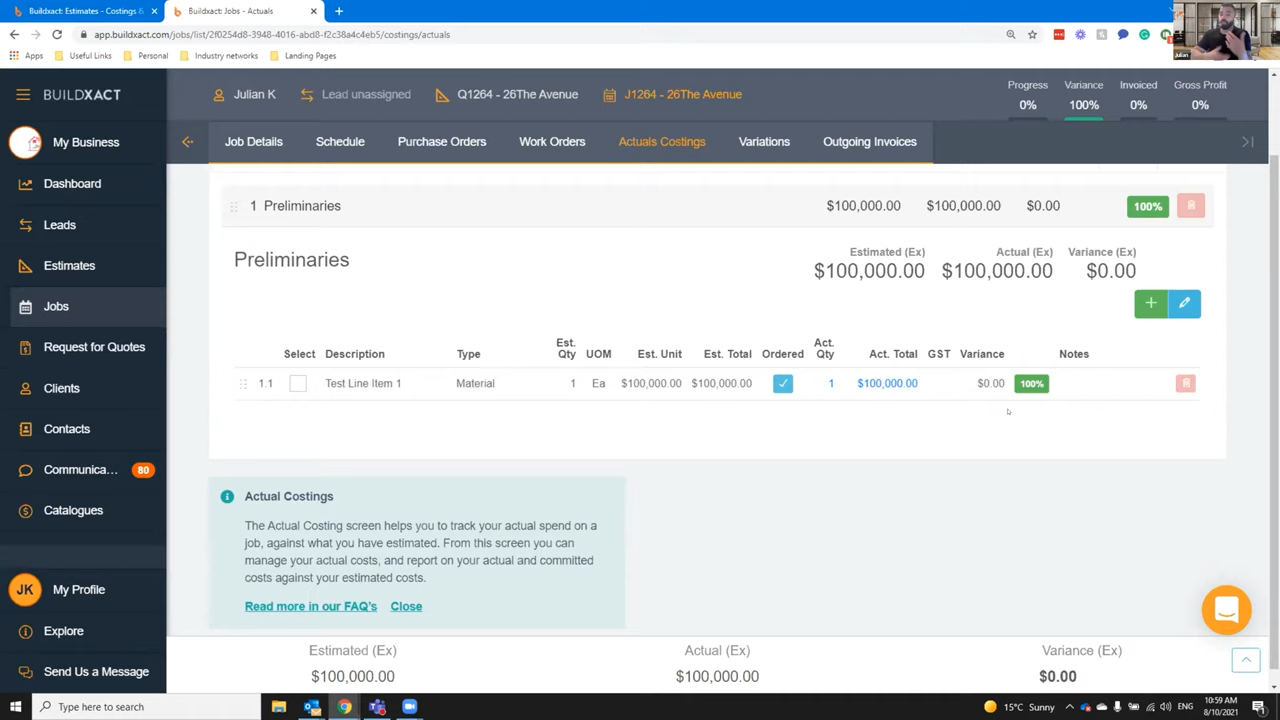 Buildxact: Estimates - Costings &
Buildxact: Jobs - Actuals
app.buildxact.com/jobs/list/2f0254d8-3948-4016-abd8-f2c38a4c4eb5/costings/actuals
Apps
Useful Links
Personal
Industry networks
Landing Pages
Julian
BUILDXACT
Julian K
Lead unassigned
Q1264 - 26The Avenue
J1264 - 26The Avenue
Progress
0%
Variance
100%
Invoiced
0%
Gross Profit
0%
My Business
Dashboard
Leads
Estimates
Jobs
Request for Quotes
Clients
Contacts
Communica...
80
Catalogues
JK
My Profile
Explore
Send Us a Message
Job Details
Schedule
Purchase Orders
Work Orders
Actuals Costings
Variations
Outgoing Invoices
1 Preliminaries $100,000.00 $100,000.00 $0.00 100%
Preliminaries
Estimated (Ex)
$100,000.00
Actual (Ex)
$100,000.00
Variance (Ex)
$0.00
Select Description Type Est. Qty UOM Est. Unit Est. Total Ordered Act. Qty Act. Total GST Variance Notes
1.1 Test Line Item 1 Material 1 Ea $100,000.00 $100,000.00 1 $100,000.00 $0.00 100%
Actual Costings
The Actual Costing screen helps you to track your actual spend on a
job, against what you have estimated. From this screen you can
manage your actual costs, and report on your actual and committed
costs against your estimated costs.
Read more in our FAQ's Close
Estimated (Ex)
$100,000.00
Actual (Ex)
$100,000.00
Variance (Ex)
$0.00
Type here to search
15°C Sunny
ENG
10:59 AM
8/10/2021
1